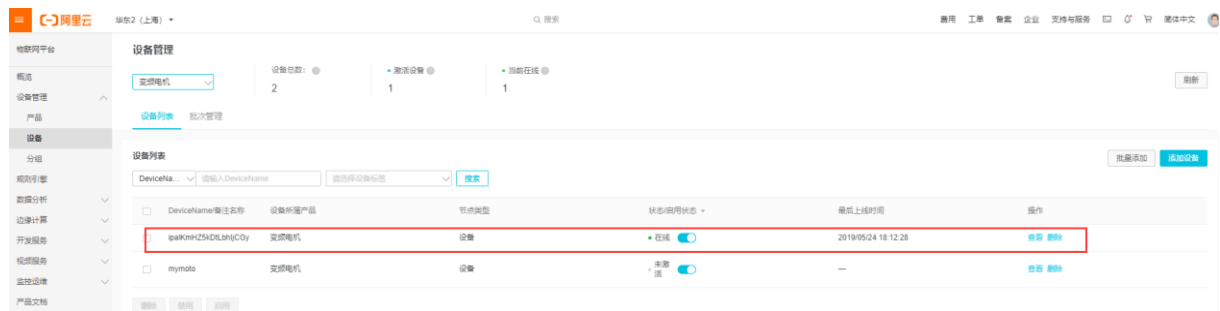 阿里云 华东2（上海） 搜索 费用 工单 备案 企业 支持与服务 简体中文
物联网平台
概览
设备管理
产品
设备
分组
规则引擎
数据分析
边缘计算
开发服务
视频服务
监控运维
产品文档
设备管理
变频电机
设备总数：
2
激活设备
1
当前在线
1
刷新
设备列表 批次管理
设备列表
批量添加 添加设备
DeviceNa... 请输入DeviceName 请选择设备标签 搜索
DeviceName/备注名称 设备所属产品 节点类型 状态/启用状态 最后上线时间 操作
ipalKmHZ5kDtLbhIjCOy 变频电机 设备 在线 2019/05/24 18:12:28 查看 删除
mymoto 变频电机 设备 未激活 — 查看 删除
删除 禁用 启用